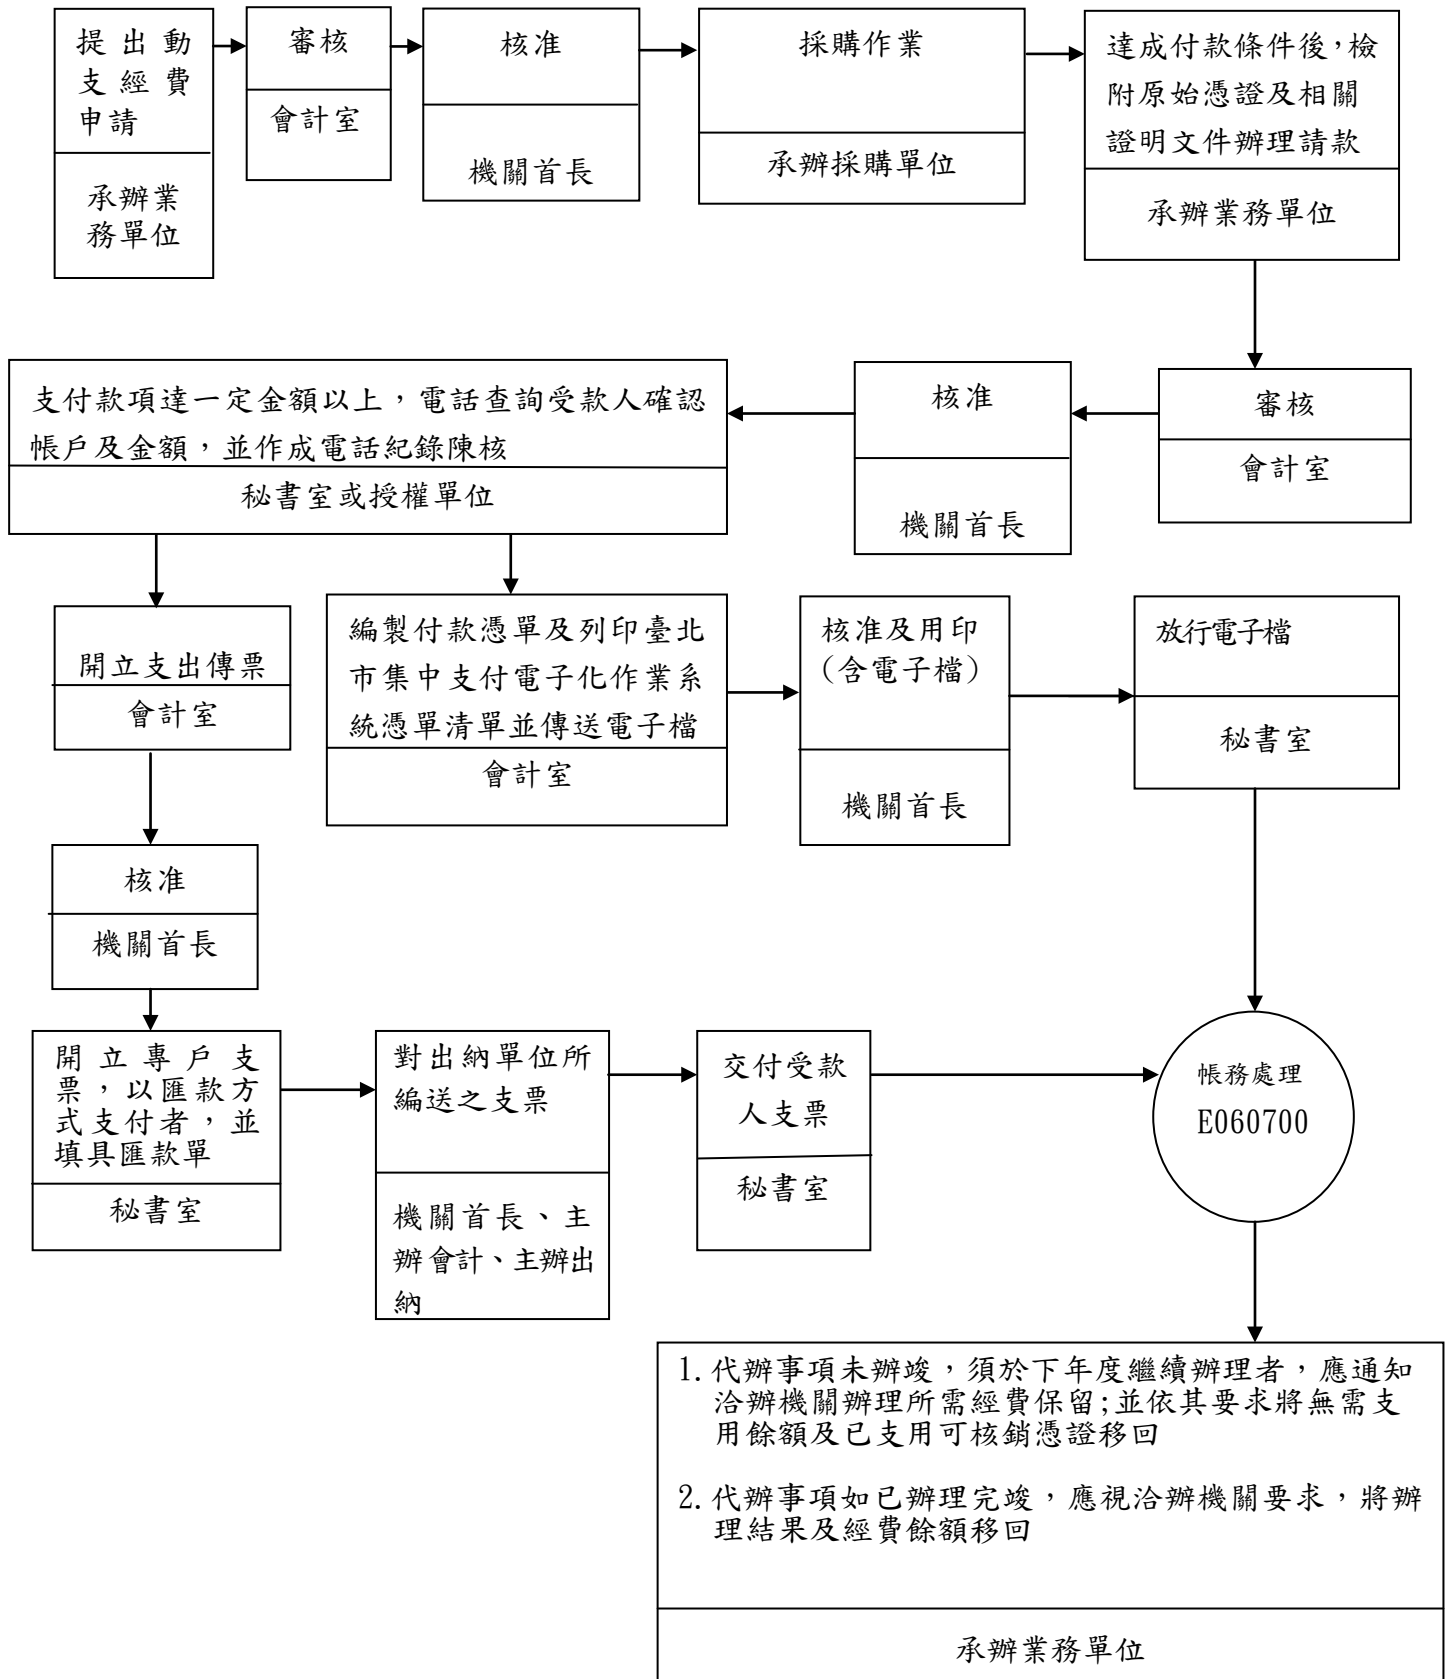 提出動
支經費
申請
承辦業
務單位
審核
會計室
核准
機關首長
採購作業
承辦採購單位
達成付款條件後，檢
附原始憑證及相關
證明文件辦理請款
承辦業務單位
審核
會計室
核准
機關首長
支付款項達一定金額以上，電話查詢受款人確認
帳戶及金額，並作成電話紀錄陳核
秘書室或授權單位
開立支出傳票
會計室
編製付款憑單及列印臺北
市集中支付電子化作業系
統憑單清單並傳送電子檔
會計室
核准及用印
(含電子檔)
機關首長
放行電子檔
秘書室
核准
機關首長
開立專戶支
票，以匯款方
式支付者，並
填具匯款單
秘書室
對出納單位所
編送之支票
機關首長、主
辦會計、主辦出
納
交付受款
人支票
秘書室
帳務處理
E060700
1.代辦事項未辦竣，須於下年度繼續辦理者，應通知
洽辦機關辦理所需經費保留;並依其要求將無需支
用餘額及已支用可核銷憑證移回
2.代辦事項如已辦理完竣，應視洽辦機關要求，將辦
理結果及經費餘額移回
承辦業務單位